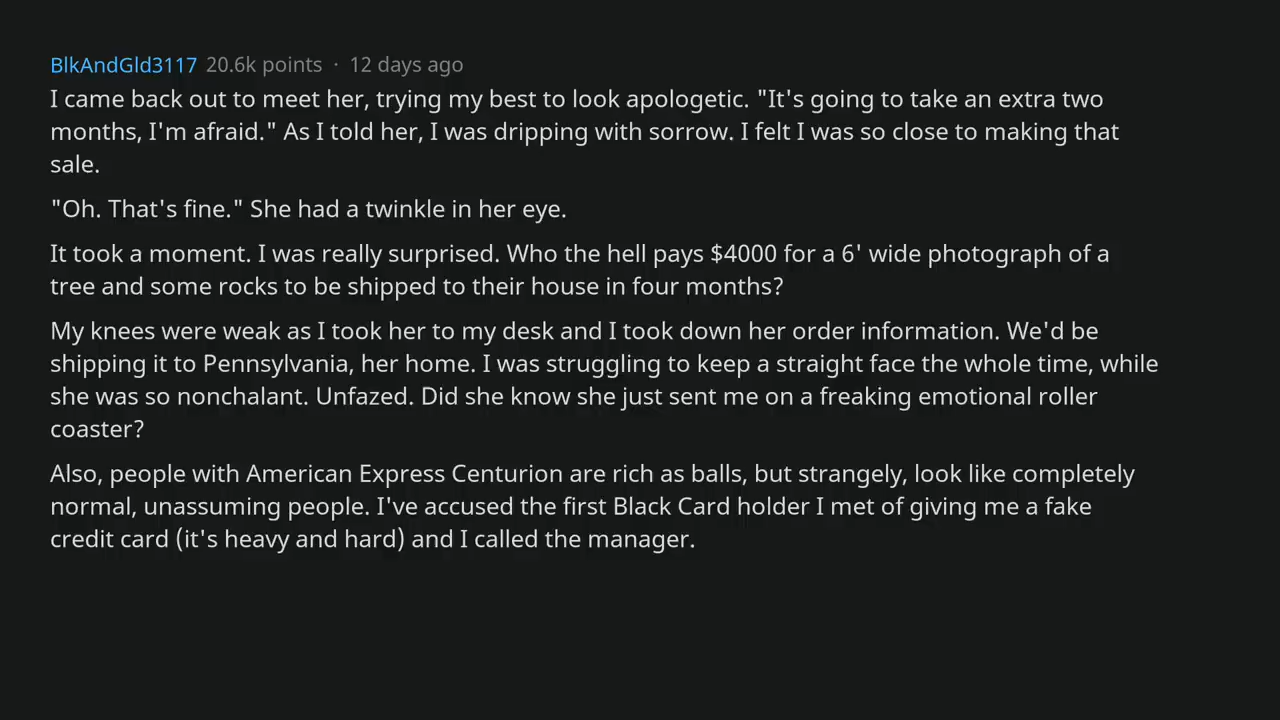 BlkAndGld3117 20.6k points · 12 days ago
I came back out to meet her, trying my best to look apologetic. "It's going to take an extra two
months, I'm afraid." As I told her, I was dripping with sorrow. I felt I was so close to making that
sale.
"Oh. That's fine." She had a twinkle in her eye.
It took a moment. I was really surprised. Who the hell pays $4000 for a 6' wide photograph of a
tree and some rocks to be shipped to their house in four months?
My knees were weak as I took her to my desk and I took down her order information. We'd be
shipping it to Pennsylvania, her home. I was struggling to keep a straight face the whole time, while
she was so nonchalant. Unfazed. Did she know she just sent me on a freaking emotional roller
coaster?
Also, people with American Express Centurion are rich as balls, but strangely, look like completely
normal, unassuming people. I've accused the first Black Card holder I met of giving me a fake
credit card (it's heavy and hard) and I called the manager.